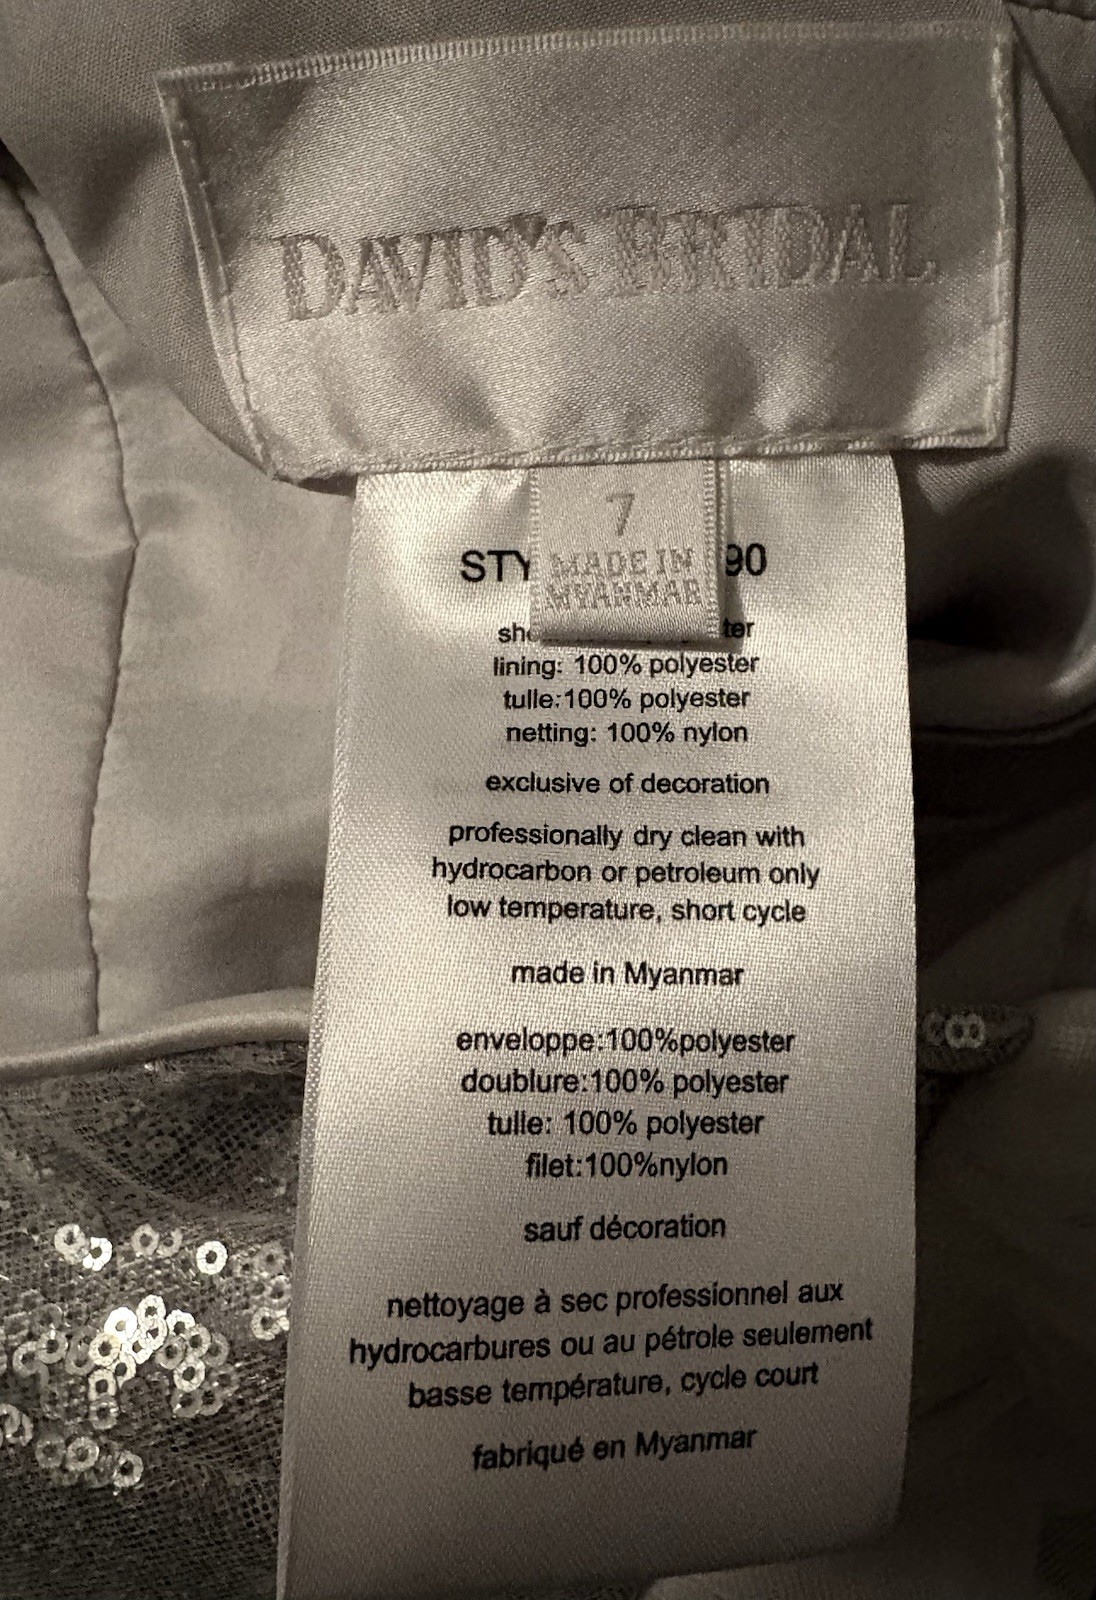 DAVID'S BRIDAL
7
MADE IN
MYANMAR
90
lining: 100% polyester
tulle:100% polyester
netting: 100% nylon
exclusive of decoration
professionally dry clean with
hydrocarbon or petroleum only
low temperature, short cycle
made in Myanmar
enveloppe:100%polyester
doublure:100% polyester
tulle: 100% polyester
filet:100%nylon
sauf décoration
nettoyage à sec professionnel aux
hydrocarbures ou au pétrole seulement
basse température, cycle court
fabriqué en Myanmar